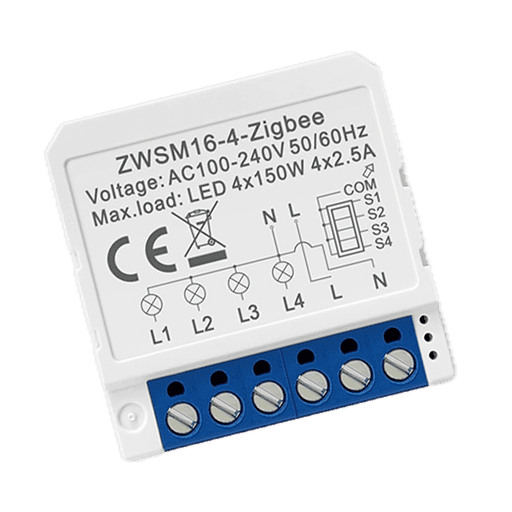 ZWSM16-4-Zigbee
Voltage: AC100-240V 50/60Hz
Max.load: LED 4x150W 4x2.5A
CE
N L
COM
S1
S2
S3
S4
L1 L2 L3 L4 L N